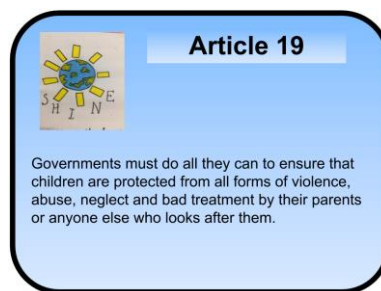 Article 19
SHINE
Governments must do all they can to ensure that
children are protected from all forms of violence,
abuse, neglect and bad treatment by their parents
or anyone else who looks after them.